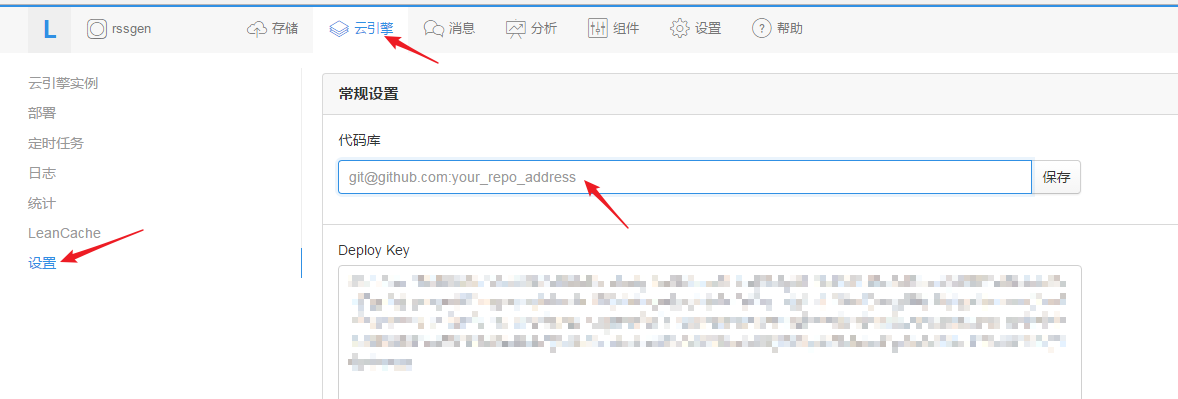 L rssgen 存储 云引擎 消息 分析 组件 设置 ? 帮助
云引擎实例
部署
定时任务
日志
统计
LeanCache
设置
常规设置
代码库
git@github.com:your_repo_address 保存
Deploy Key